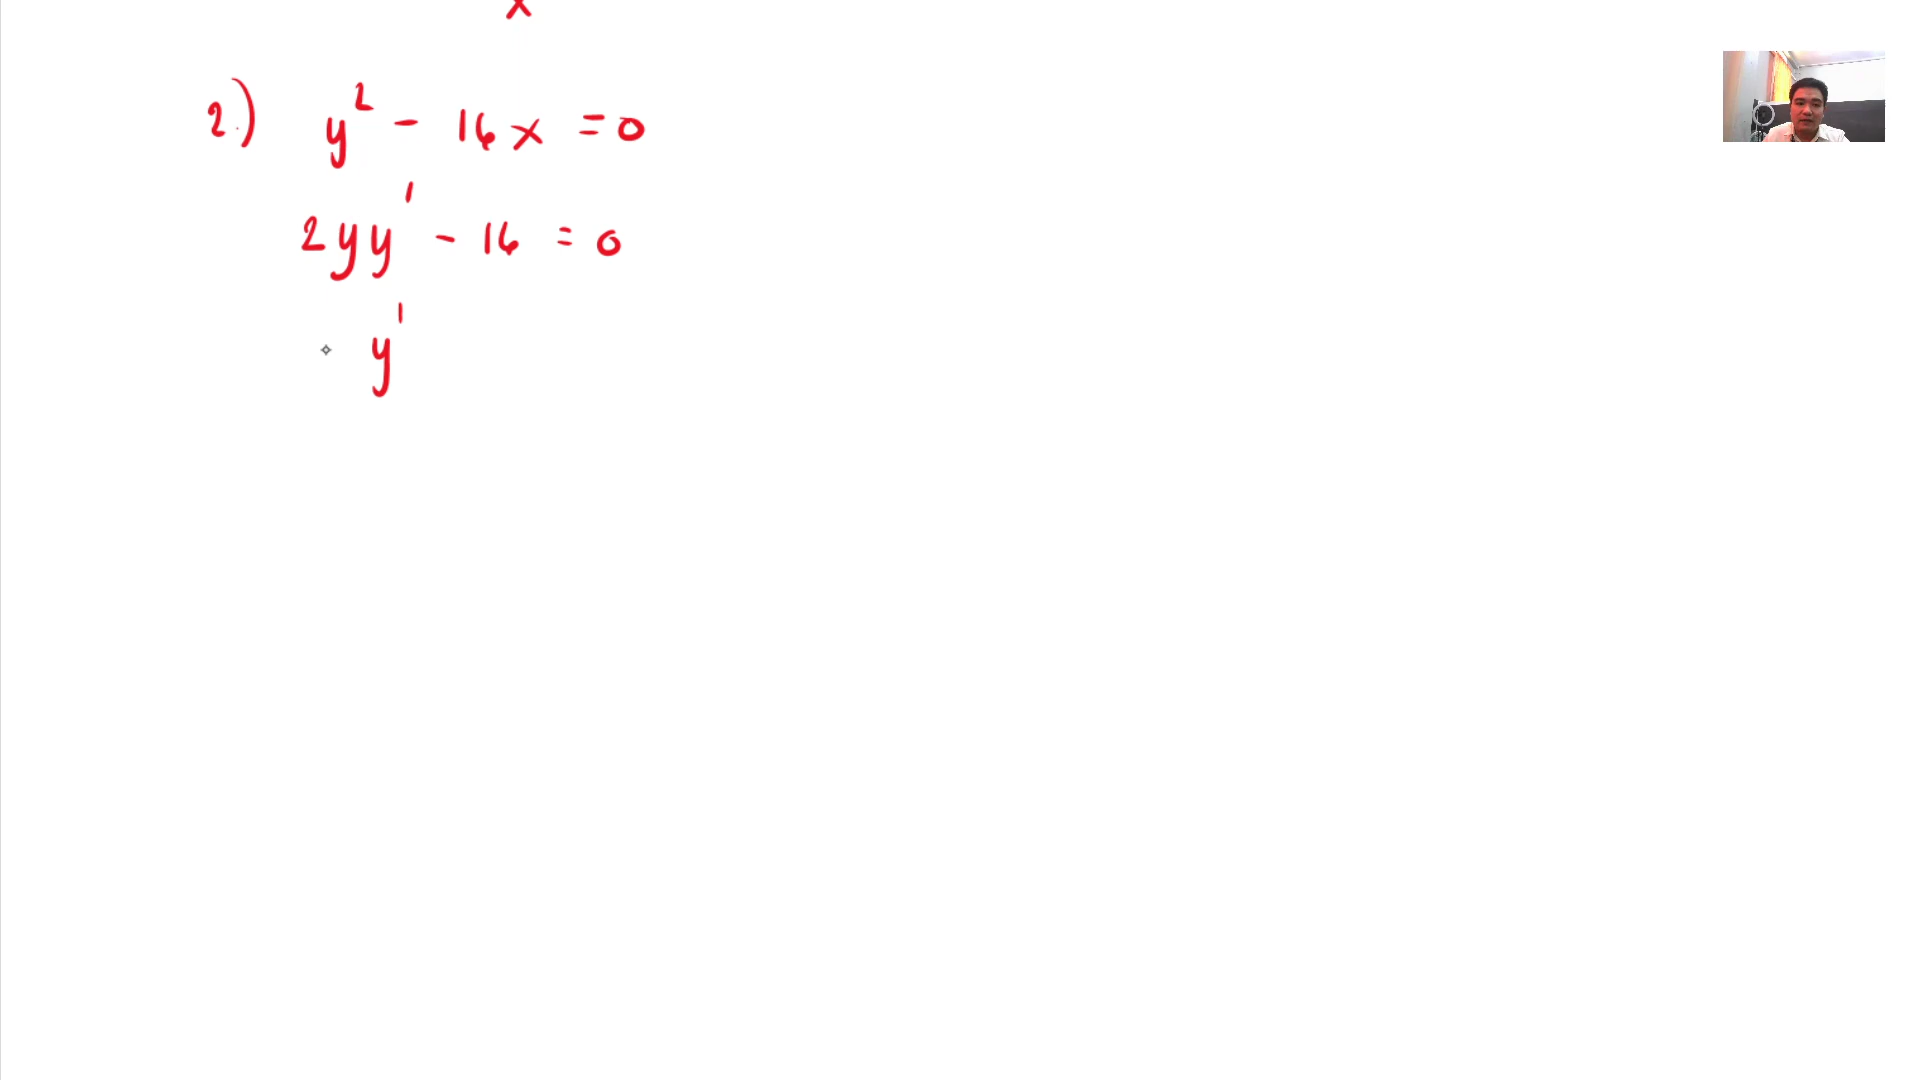 x
2.) y² - 16x = 0
2yy' - 16 = 0
y'